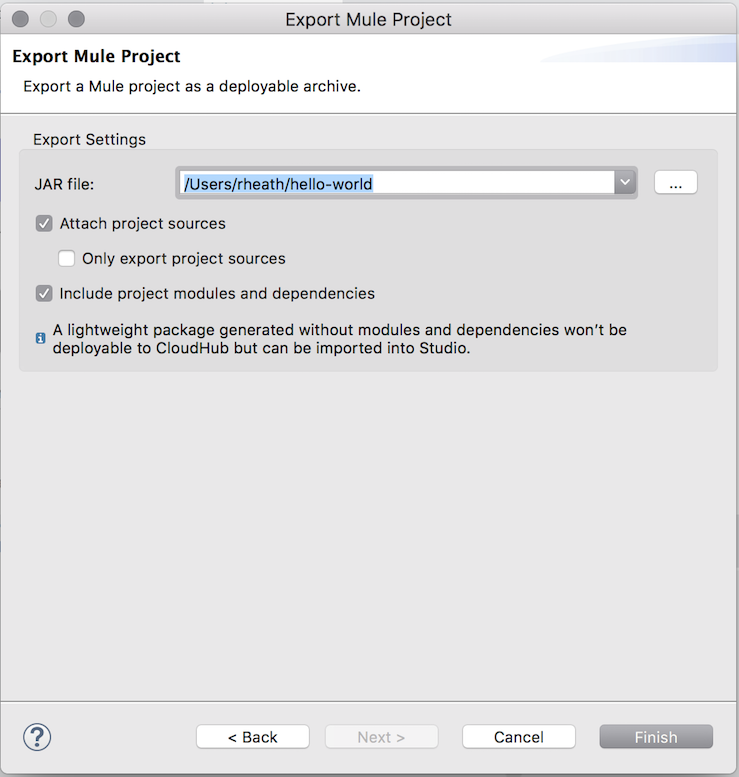 Export Mule Project
Export Mule Project
Export a Mule project as a deployable archive.
Export Settings
JAR file:
/Users/rheath/hello-world
...
Attach project sources
Only export project sources
Include project modules and dependencies
A lightweight package generated without modules and dependencies won't be
deployable to CloudHub but can be imported into Studio.
?
< Back
Next >
Cancel
Finish